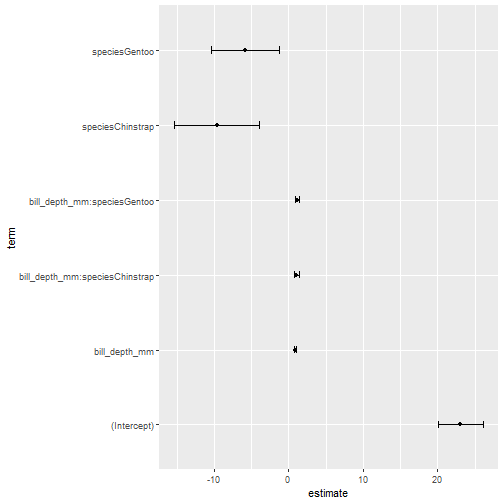 speciesGentoo
speciesChinstrap
bill_depth_mm:speciesGentoo
term
bill_depth_mm:speciesChinstrap
bill_depth_mm
(Intercept)
-10 0 10 20
estimate